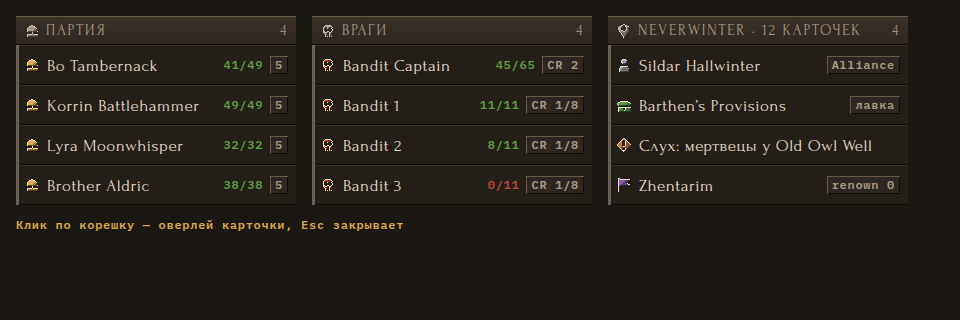 ПАРТИЯ 4
Bo Tambernack 41/49 5
Korrin Battlehammer 49/49 5
Lyra Moonwhisper 32/32 5
Brother Aldric 38/38 5
ВРАГИ 4
Bandit Captain 45/65 CR 2
Bandit 1 11/11 CR 1/8
Bandit 2 8/11 CR 1/8
Bandit 3 0/11 CR 1/8
NEVERWINTER · 12 КАРТОЧЕК 4
Sildar Hallwinter Alliance
Barthen's Provisions лавка
Слух: мертвецы у Old Owl Well
Zhentarim renown 0
Клик по корешку — оверлей карточки, Esc закрывает